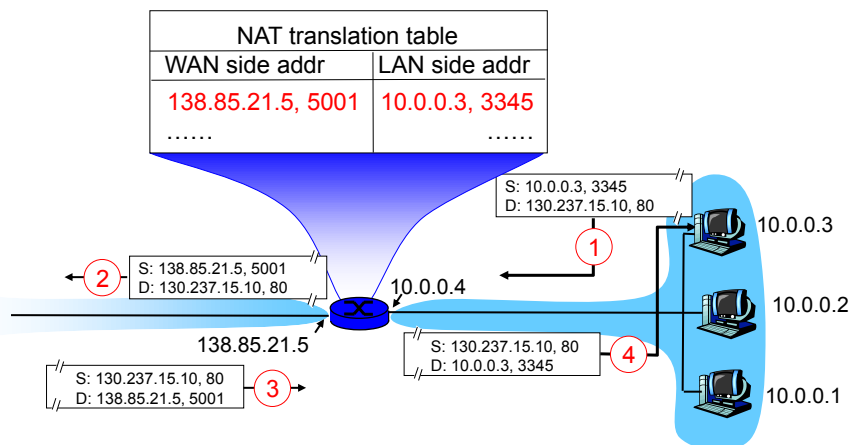 NAT translation table
WAN side addr LAN side addr
138.85.21.5, 5001 10.0.0.3, 3345
...... ......
S: 10.0.0.3, 3345
D: 130.237.15.10, 80
10.0.0.3
1
2
S: 138.85.21.5, 5001
D: 130.237.15.10, 80
10.0.0.4
10.0.0.2
138.85.21.5
S: 130.237.15.10, 80
D: 10.0.0.3, 3345
4
S: 130.237.15.10, 80
D: 138.85.21.5, 5001
3
10.0.0.1